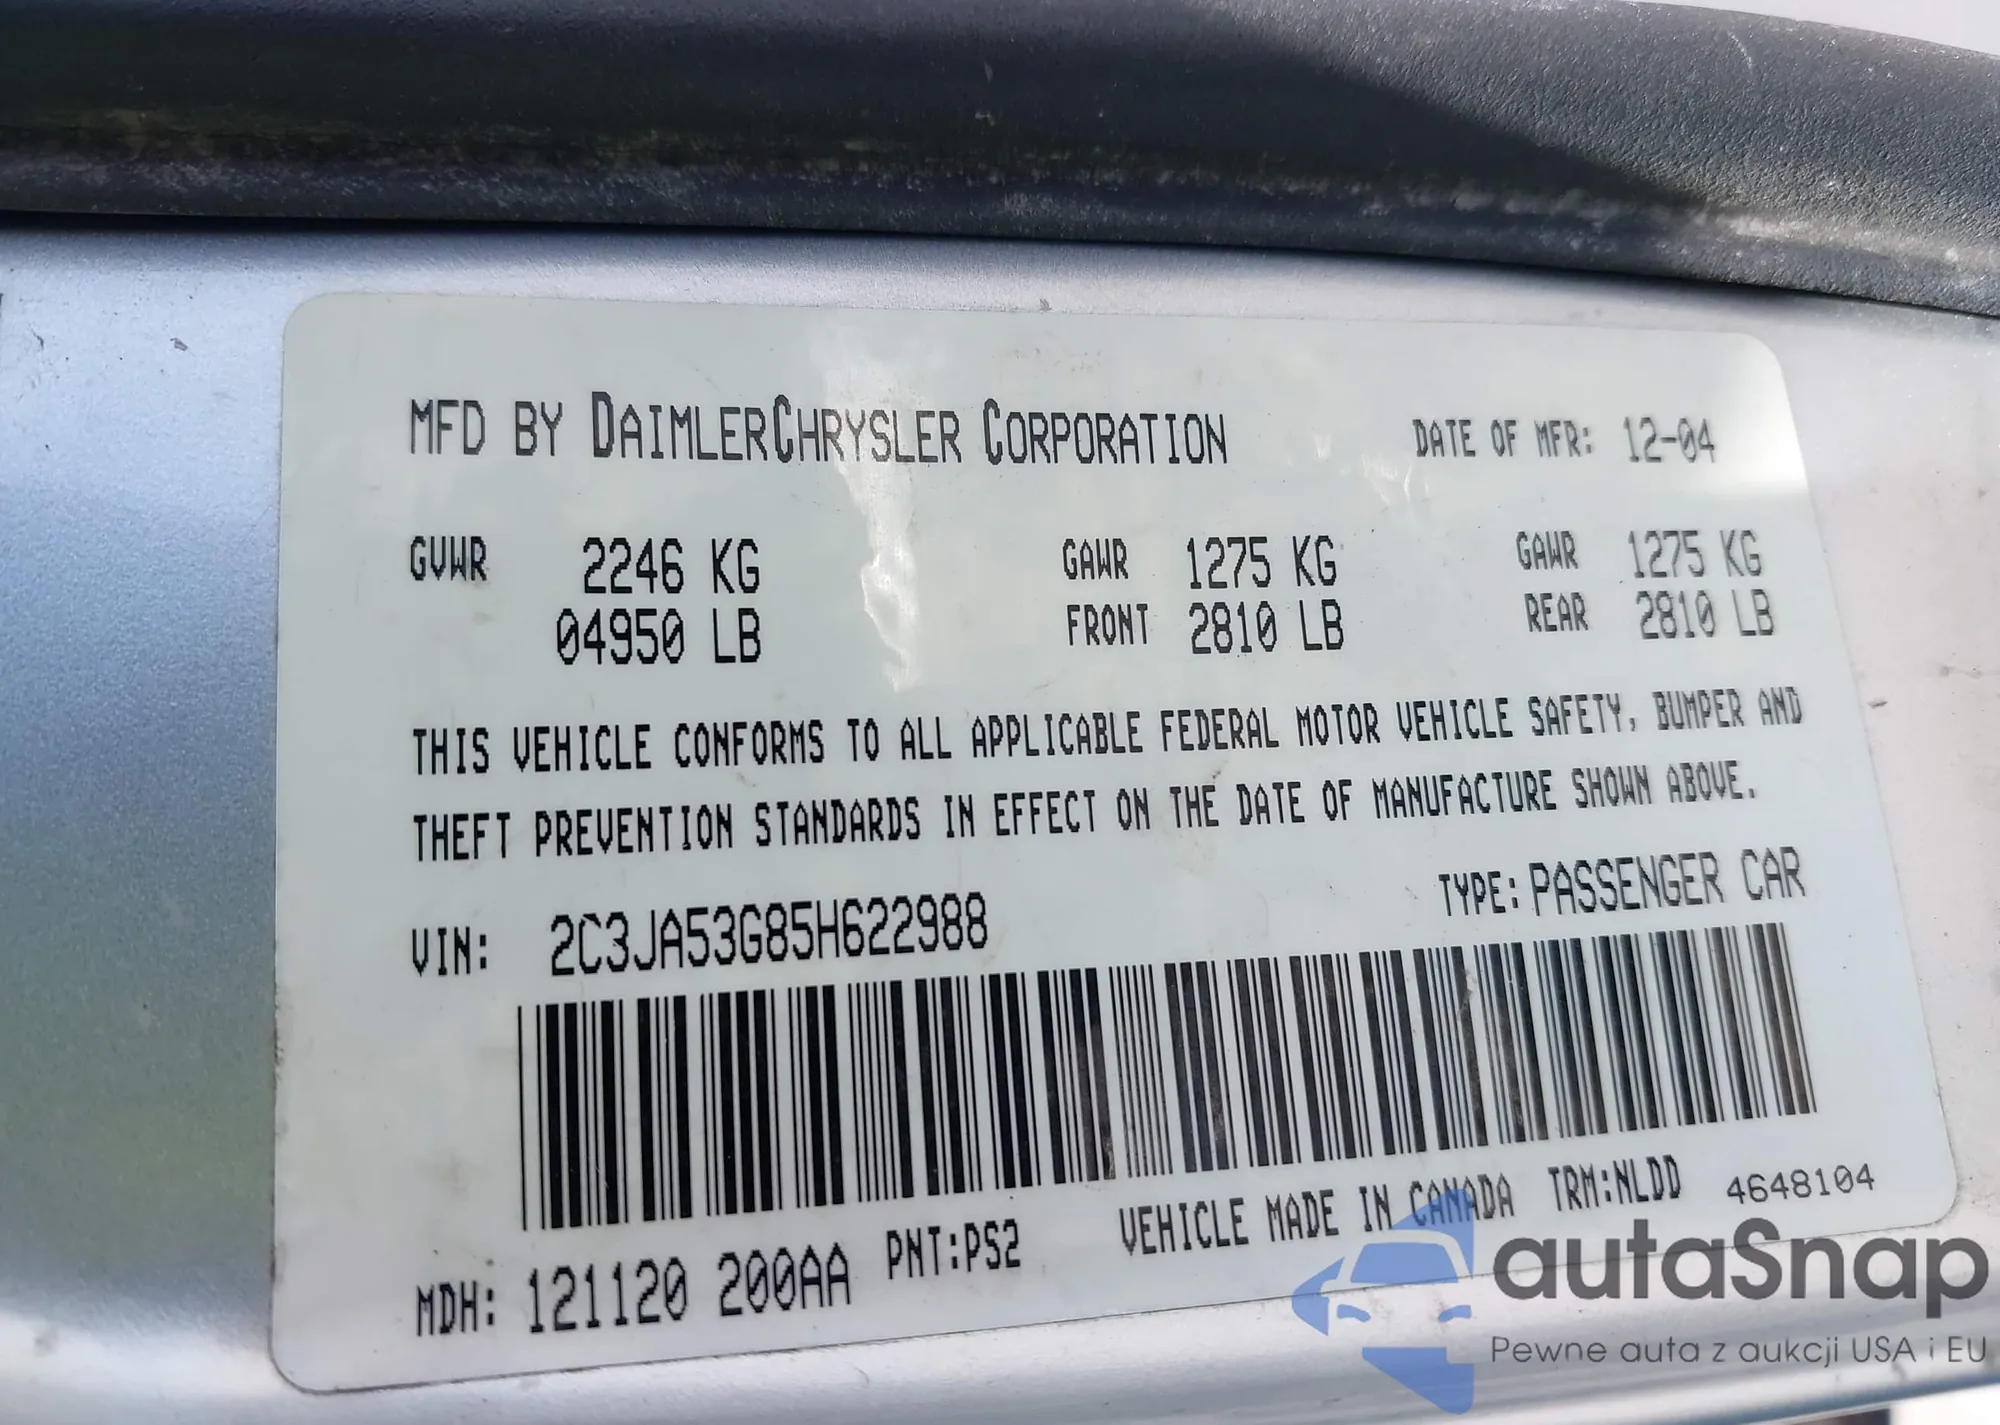 MFD BY DAIMLERCHRYSLER CORPORATION DATE OF MFR: 12-04
GVWR 2246 KG GAWR 1275 KG GAWR 1275 KG
04950 LB FRONT 2810 LB REAR 2810 LB
THIS VEHICLE CONFORMS TO ALL APPLICABLE FEDERAL MOTOR VEHICLE SAFETY, BUMPER AND
THEFT PREVENTION STANDARDS IN EFFECT ON THE DATE OF MANUFACTURE SHOWN ABOVE.
VIN: 2C3JA53G85H622988 TYPE: PASSENGER CAR
MDH: 121120 200AA PNT:PS2 VEHICLE MADE IN CANADA TRM:NLDD 4648104
autaSnap
Pewne auta z aukcji USA i EU